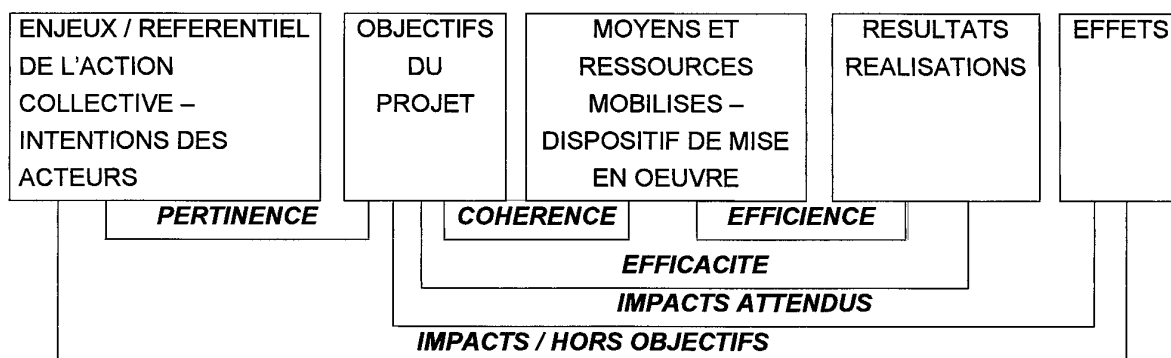 ENJEUX / REFERENTIEL
DE L'ACTION
COLLECTIVE –
INTENTIONS DES
ACTEURS
OBJECTIFS
DU
PROJET
MOYENS ET
RESSOURCES
MOBILISES –
DISPOSITIF DE MISE
EN OEUVRE
RESULTATS
REALISATIONS
EFFETS
PERTINENCE
COHERENCE
EFFICIENCE
EFFICACITE
IMPACTS ATTENDUS
IMPACTS / HORS OBJECTIFS